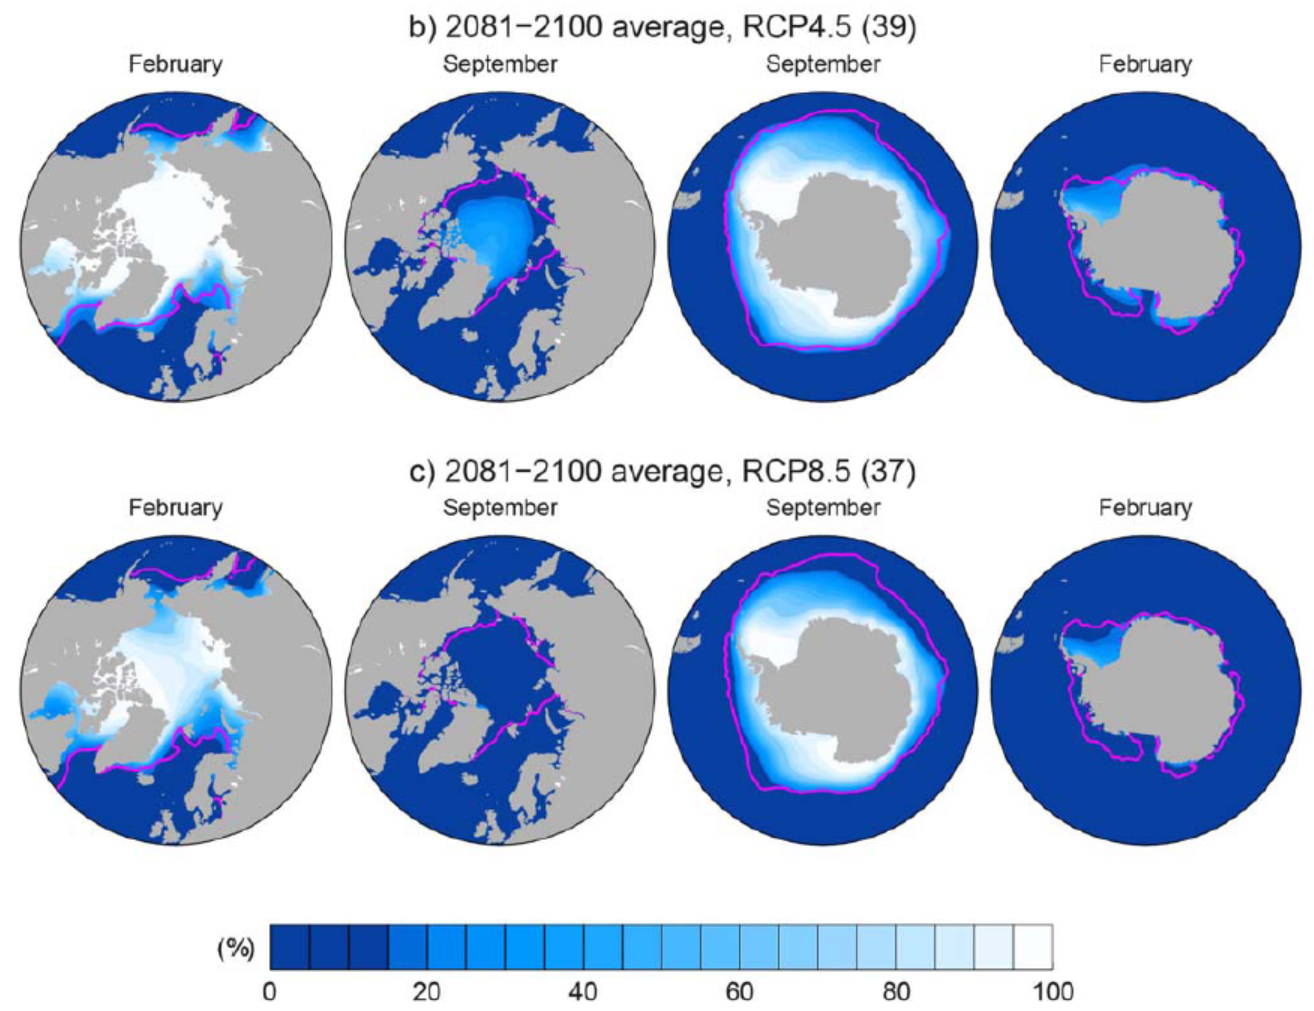 b) 2081−2100 average, RCP4.5 (39)
February September September February
c) 2081−2100 average, RCP8.5 (37)
February September September February
(%)
0 20 40 60 80 100